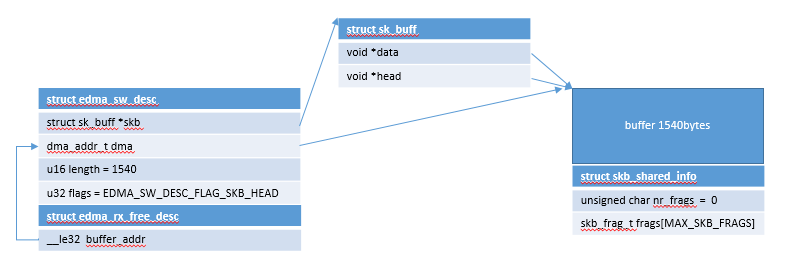 struct sk_buff
void *data
void *head
struct edma_sw_desc
struct sk_buff *skb
dma_addr_t dma
u16 length = 1540
u32 flags = EDMA_SW_DESC_FLAG_SKB_HEAD
struct edma_rx_free_desc
__le32 buffer_addr
buffer 1540bytes
struct skb_shared_info
unsigned char nr_frags = 0
skb_frag_t frags[MAX_SKB_FRAGS]